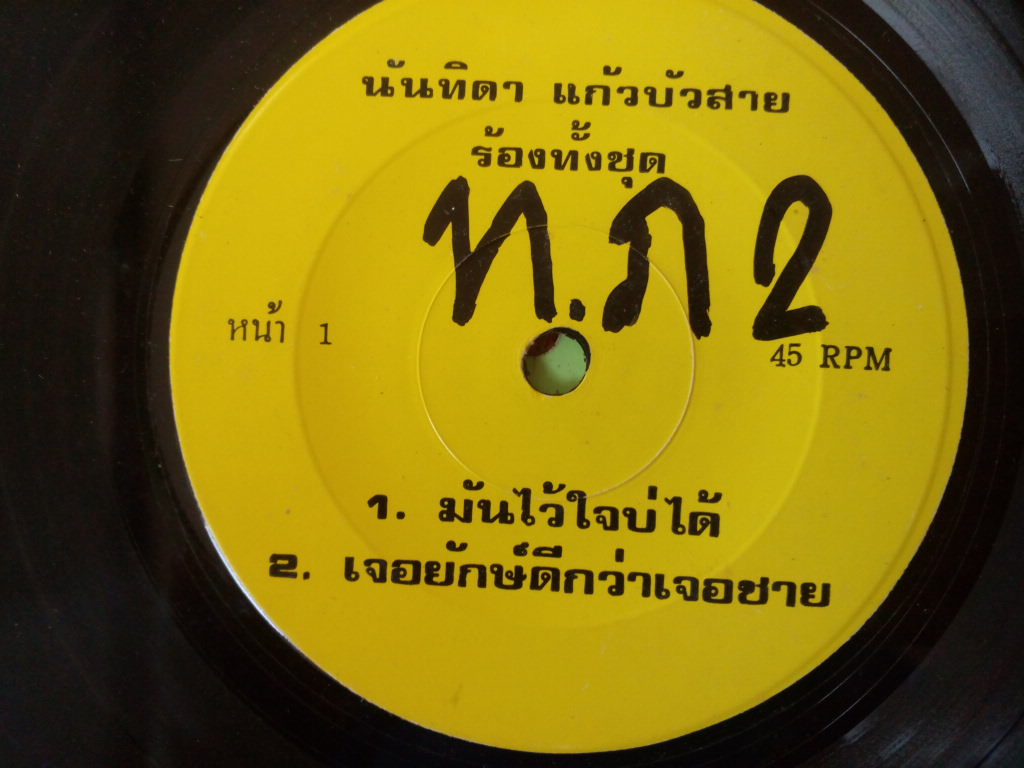 นันทิดา แก้วบัวสาย
ร้องทั้งชุด
ท.ภ 2
หน้า 1
45 RPM
1. มันไว้ใจบ่ได้
2. เจอยักษ์ดีกว่าเจอชาย